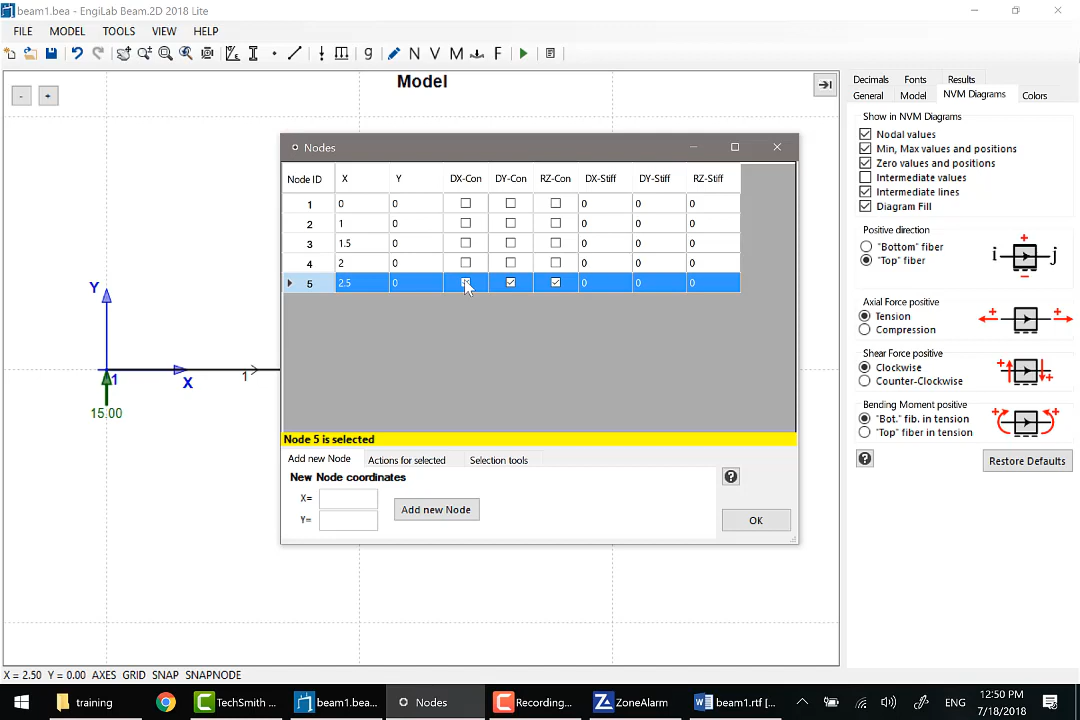 beam1.bea - EngiLab Beam.2D 2018 Lite
FILE MODEL TOOLS VIEW HELP
g N V M F
Model
- +
Decimals Fonts Results
General Model NVM Diagrams Colors
Show in NVM Diagrams
Nodal values
Min, Max values and positions
Zero values and positions
Intermediate values
Intermediate lines
Diagram Fill
Positive direction
"Bottom" fiber
"Top" fiber
i j
+
−
Axial Force positive
Tension
Compression
+ +
Shear Force positive
Clockwise
Counter-Clockwise
+ +
Bending Moment positive
"Bot." fib. in tension
"Top" fiber in tension
+ +
Restore Defaults
Nodes
Node ID X Y DX-Con DY-Con RZ-Con DX-Stiff DY-Stiff RZ-Stiff
1 0 0 0 0 0
2 1 0 0 0 0
3 1.5 0 0 0 0
4 2 0 0 0 0
5 2.5 0 0 0 0
Node 5 is selected
Add new Node Actions for selected Selection tools
New Node coordinates
X=
Y=
Add new Node
OK
Y
1
X
1
15.00
X = 2.50 Y = 0.00 AXES GRID SNAP SNAPNODE
training TechSmith ... beam1.bea... Nodes Recording... ZoneAlarm beam1.rtf [... ENG 12:50 PM
7/18/2018